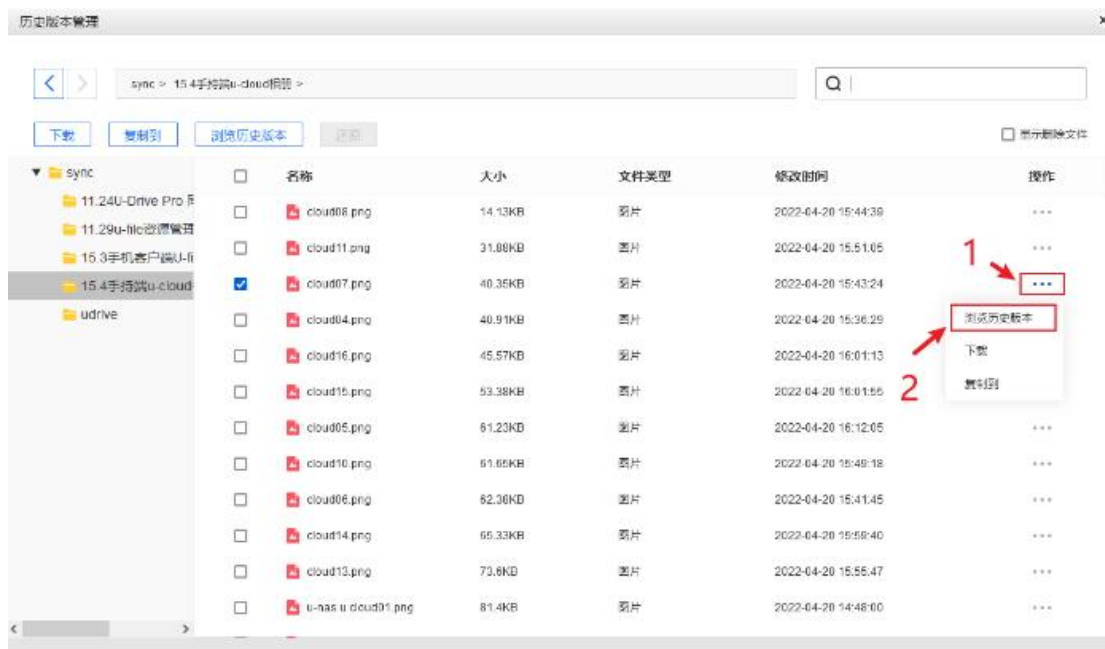 历史版本管理
sync > 15.4手持端u-cloud相册 >
下载 复制到 浏览历史版本 还原 显示删除文件
sync 名称 大小 文件类型 修改时间 操作
11.24U-Drive Pro
cloud08.png 14.13KB 图片 2022-04-20 15:44:39
11.29u-file资源管理
cloud11.png 31.88KB 图片 2022-04-20 15:51:05
1
15.3手机客户端U-fi
15.4手持端u-cloud
cloud07.png 40.35KB 图片 2022-04-20 15:43:24
udrive
cloud04.png 40.91KB 图片 2022-04-20 15:36:29
浏览历史版本
cloud16.png 45.57KB 图片 2022-04-20 16:01:13
下载
2
复制到
cloud15.png 53.38KB 图片 2022-04-20 16:01:55
cloud05.png 61.23KB 图片 2022-04-20 16:12:05
cloud10.png 61.65KB 图片 2022-04-20 15:49:18
cloud06.png 62.36KB 图片 2022-04-20 15:41:45
cloud14.png 65.33KB 图片 2022-04-20 15:59:40
cloud13.png 73.6KB 图片 2022-04-20 15:55:47
u-nas u cloud01.png 81.4KB 图片 2022-04-20 14:48:00